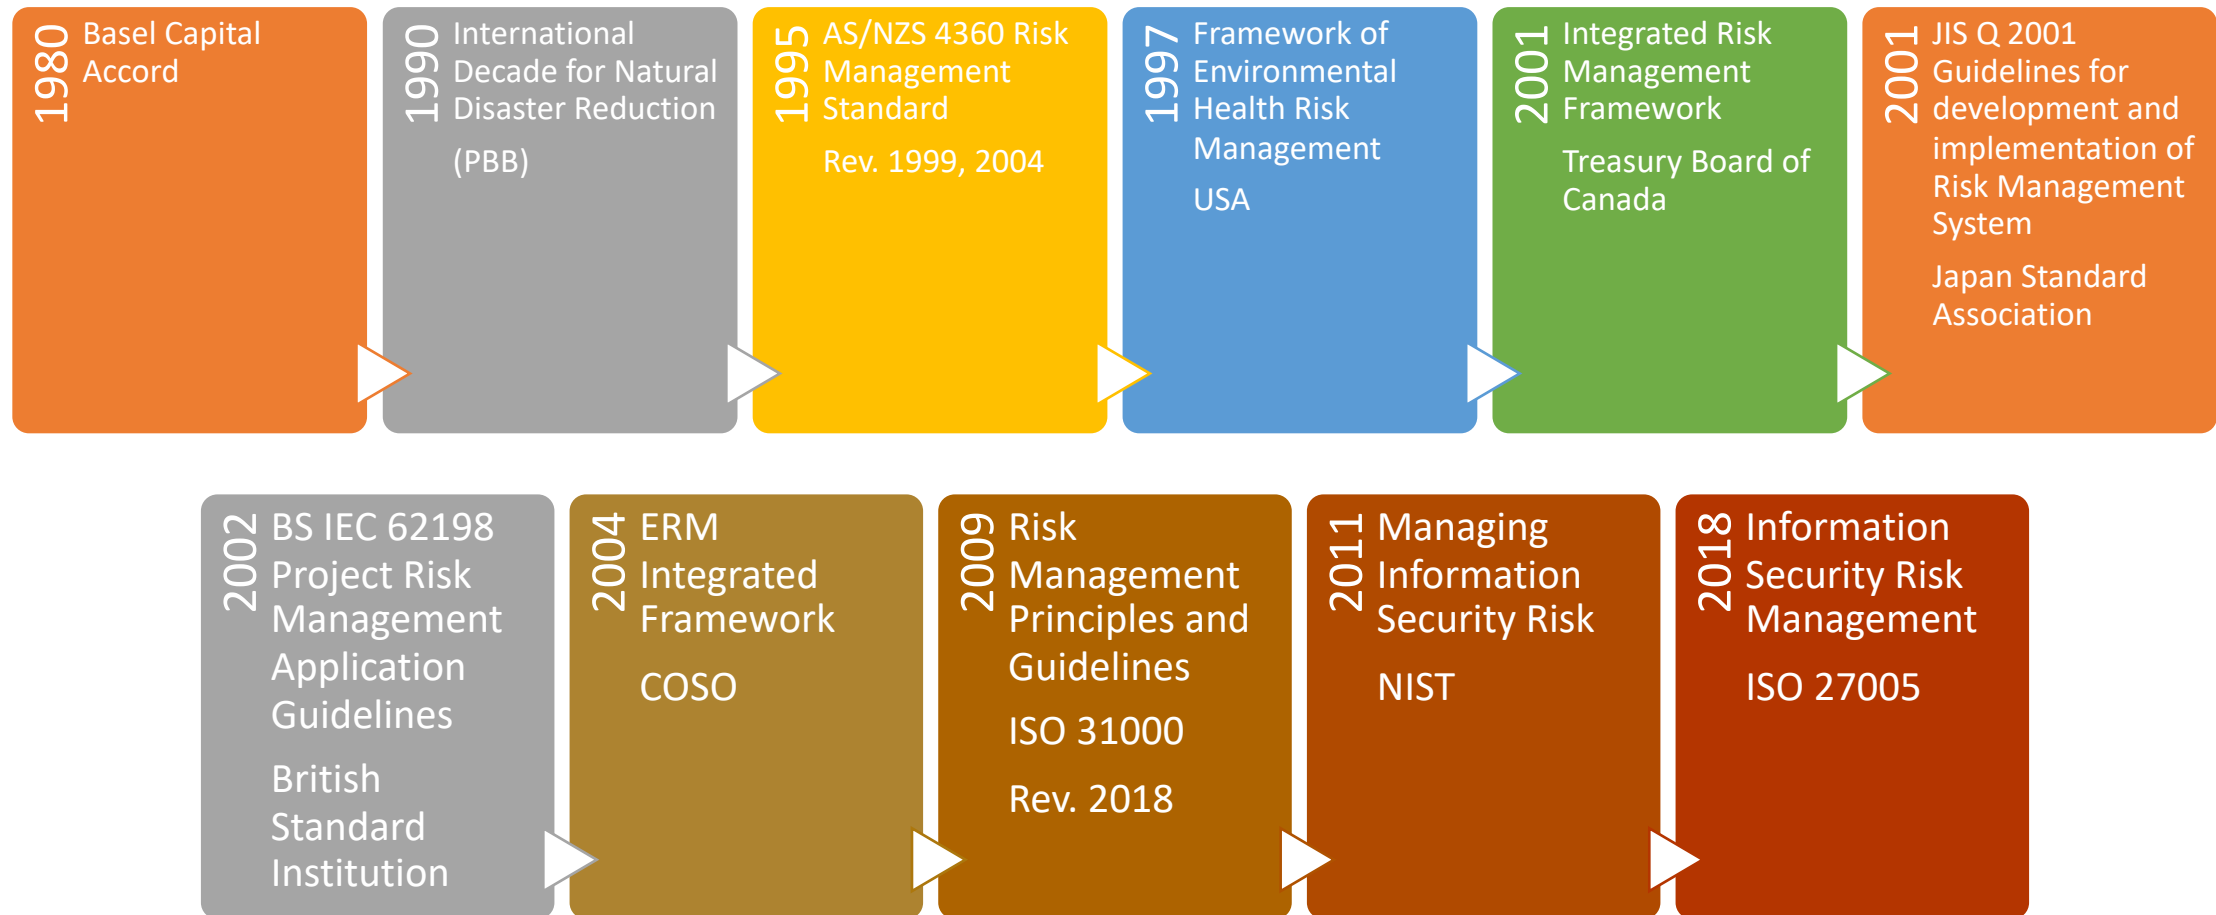 1980
Basel Capital
Accord
1990
International
Decade for Natural
Disaster Reduction
(PBB)
1995
AS/NZS 4360 Risk
Management
Standard
Rev. 1999, 2004
1997
Framework of
Environmental
Health Risk
Management
USA
2001
Integrated Risk
Management
Framework
Treasury Board of
Canada
2001
JIS Q 2001
Guidelines for
development and
implementation of
Risk Management
System
Japan Standard
Association
2002
BS IEC 62198
Project Risk
Management
Application
Guidelines
British
Standard
Institution
2004
ERM
Integrated
Framework
COSO
2009
Risk
Management
Principles and
Guidelines
ISO 31000
Rev. 2018
2011
Managing
Information
Security Risk
NIST
2018
Information
Security Risk
Management
ISO 27005